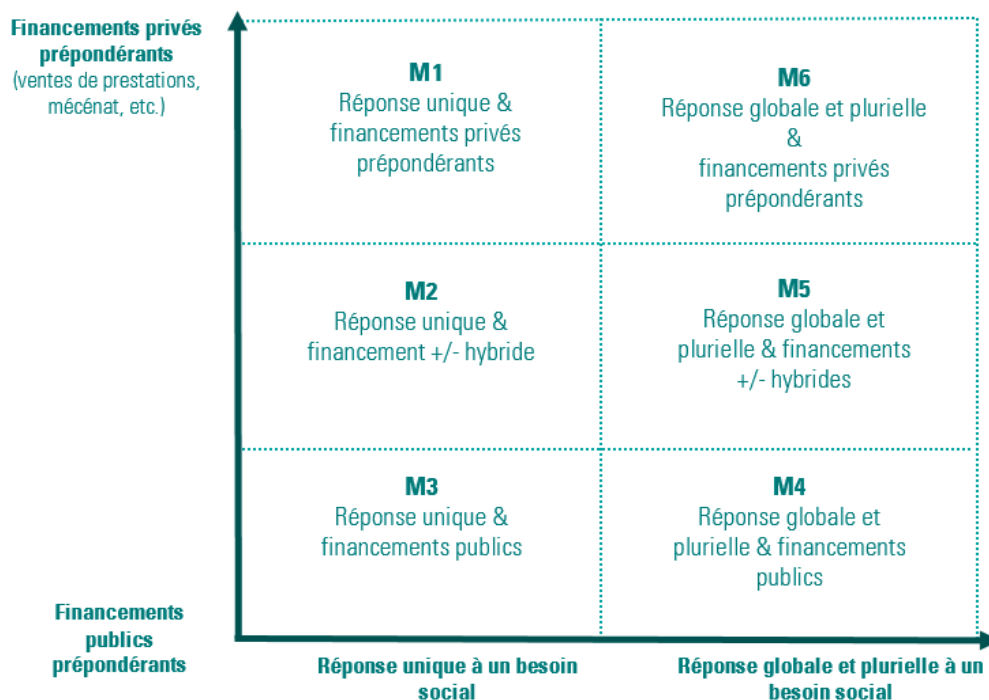 Financements privés
prépondérants
(ventes de prestations,
mécénat, etc.)
M1
Réponse unique &
financements privés
prépondérants
M6
Réponse globale et plurielle
&
financements privés
prépondérants
M2
Réponse unique &
financement +/- hybride
M5
Réponse globale et
plurielle & financements
+/- hybrides
M3
Réponse unique &
financements publics
M4
Réponse globale et
plurielle & financements
publics
Financements
publics
prépondérants
Réponse unique à un besoin
social
Réponse globale et plurielle à un
besoin social